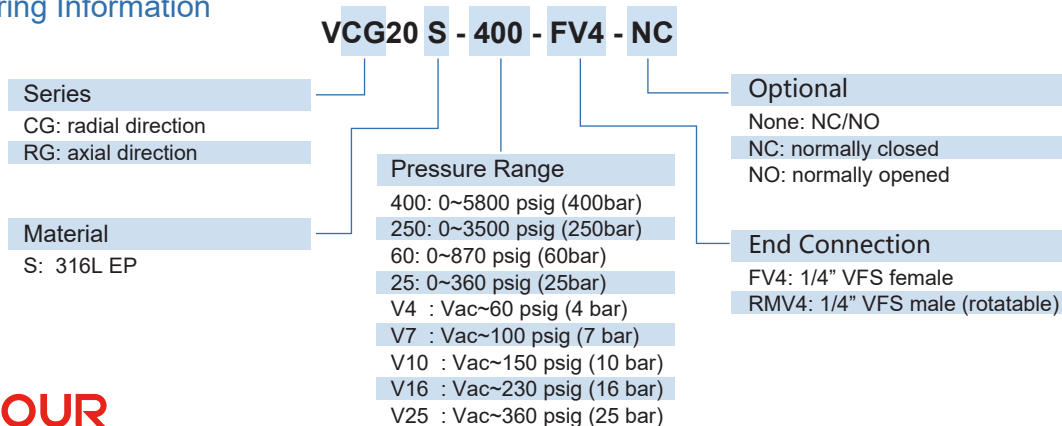 ring Information
VCG20 S - 400 - FV4 - NC
Series
CG: radial direction
RG: axial direction
Material
S: 316L EP
Pressure Range
400: 0~5800 psig (400bar)
250: 0~3500 psig (250bar)
60: 0~870 psig (60bar)
25: 0~360 psig (25bar)
V4 : Vac~60 psig (4 bar)
V7 : Vac~100 psig (7 bar)
V10 : Vac~150 psig (10 bar)
V16 : Vac~230 psig (16 bar)
V25 : Vac~360 psig (25 bar)
Optional
None: NC/NO
NC: normally closed
NO: normally opened
End Connection
FV4: 1/4” VFS female
RMV4: 1/4” VFS male (rotatable)
OUR